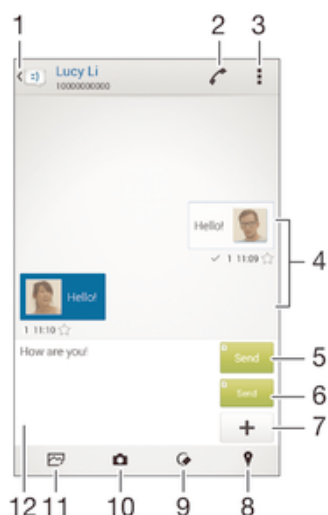 1 2 3
Lucy Li
10000000000
Hello!
4
1 11:09
Hello!
1 11:10
How are you!
Send 5
Send 6
7
12 11 10 9 8